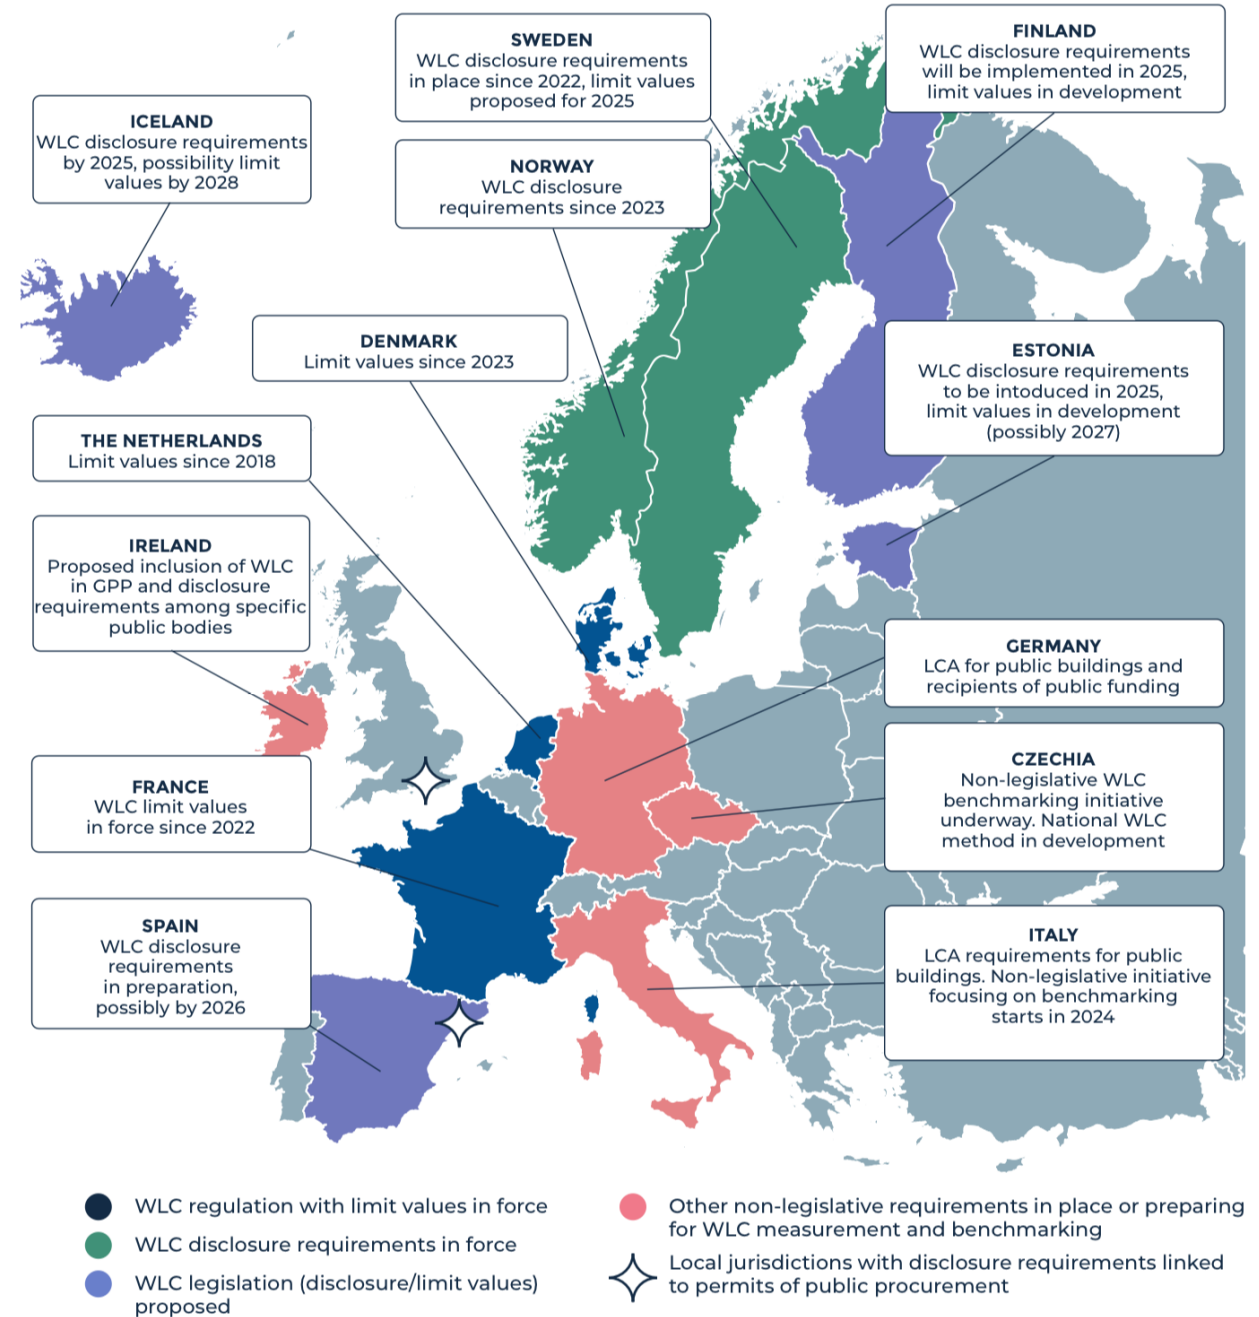 SWEDEN
WLC disclosure requirements
in place since 2022, limit values
proposed for 2025
FINLAND
WLC disclosure requirements
will be implemented in 2025,
limit values in development
ICELAND
WLC disclosure requirements
by 2025, possibility limit
values by 2028
NORWAY
WLC disclosure
requirements since 2023
DENMARK
Limit values since 2023
ESTONIA
WLC disclosure requirements
to be intoduced in 2025,
limit values in development
(possibly 2027)
THE NETHERLANDS
Limit values since 2018
IRELAND
Proposed inclusion of WLC
in GPP and disclosure
requirements among specific
public bodies
GERMANY
LCA for public buildings and
recipients of public funding
CZECHIA
Non-legislative WLC
benchmarking initiative
underway. National WLC
method in development
FRANCE
WLC limit values
in force since 2022
SPAIN
WLC disclosure
requirements
in preparation,
possibly by 2026
ITALY
LCA requirements for public
buildings. Non-legislative initiative
focusing on benchmarking
starts in 2024
WLC regulation with limit values in force
WLC disclosure requirements in force
WLC legislation (disclosure/limit values)
proposed
Other non-legislative requirements in place or preparing
for WLC measurement and benchmarking
Local jurisdictions with disclosure requirements linked
to permits of public procurement